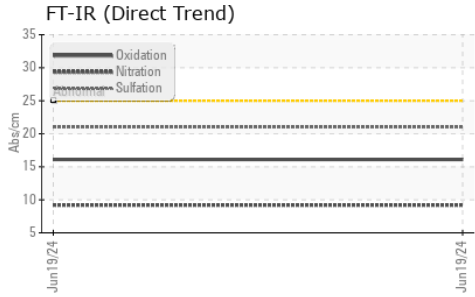 FT-IR (Direct Trend)
35
30
25
20
15
10
5
Abs/cm
Oxidation
Nitration
Sulfation
Abnormal
Jun19/24
Jun19/24